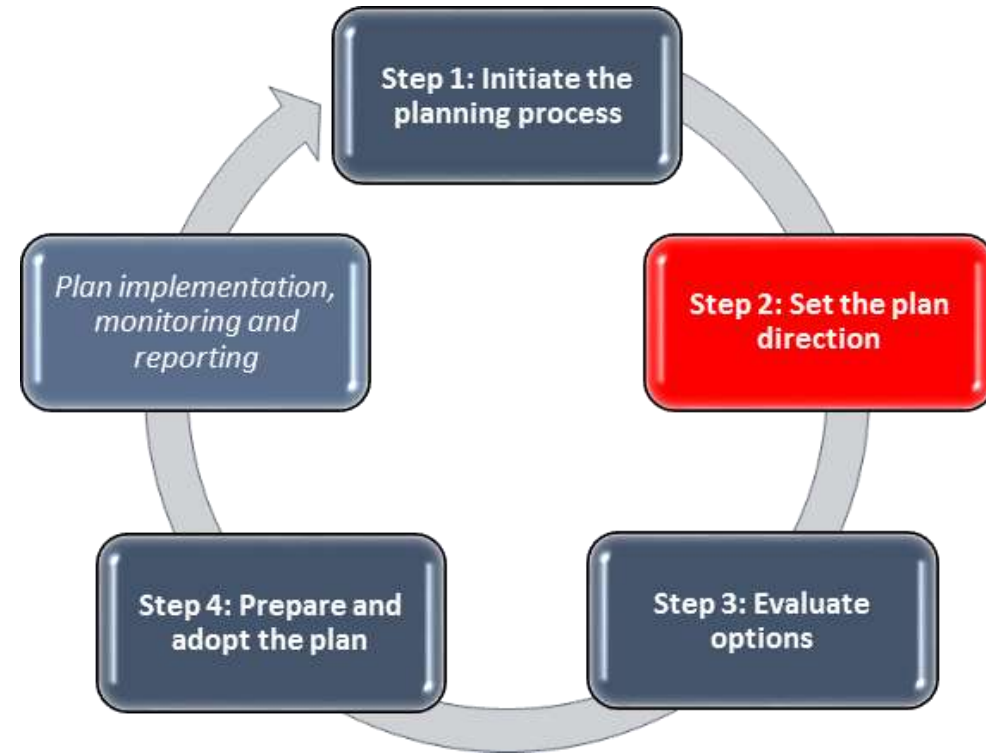 Step 1: Initiate the
planning process
Step 2: Set the plan
direction
Step 3: Evaluate
options
Step 4: Prepare and
adopt the plan
Plan implementation,
monitoring and
reporting